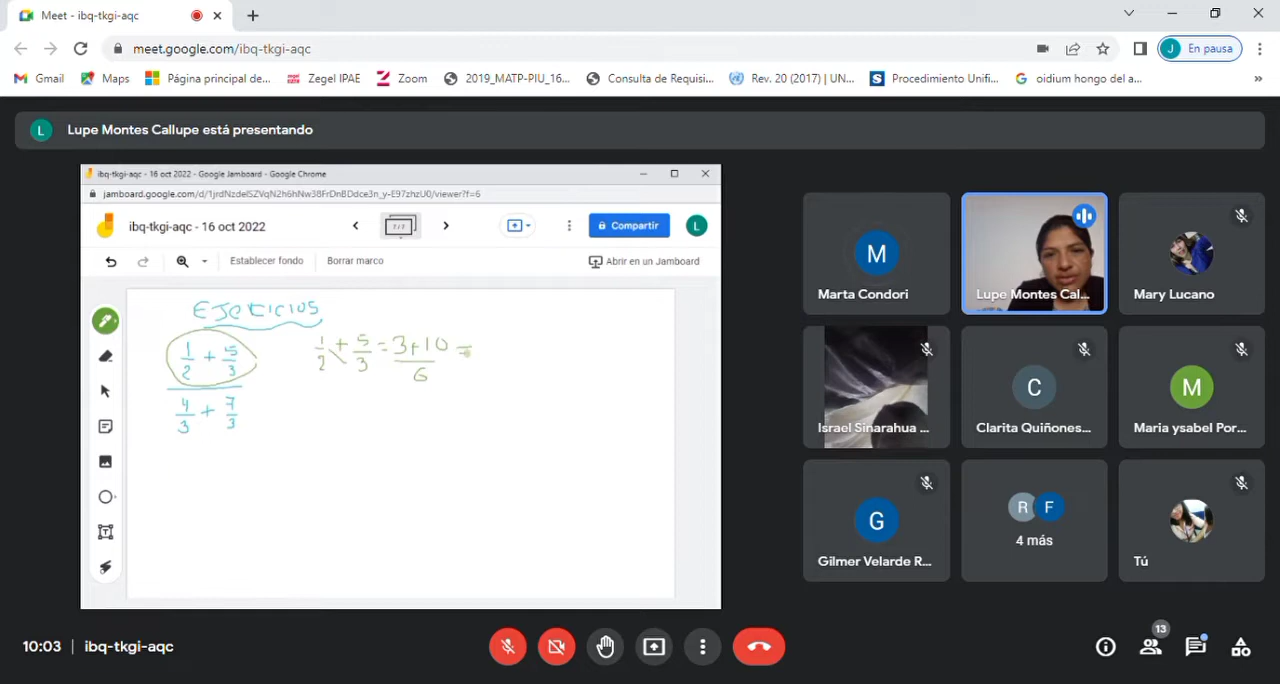 Meet - ibq-tkgi-aqc
meet.google.com/ibq-tkgi-aqc
J En pausa
Gmail Maps Página principal de... Zegel IPAE Zoom 2019_MATP-PIU_16... Consulta de Requisi... Rev. 20 (2017) | UN... Procedimiento Unifi... oidium hongo del a... »
L Lupe Montes Callupe está presentando
ibq-tkgi-aqc - 16 oct 2022 - Google Jamboard - Google Chrome
ibq-tkgi-aqc - 16 oct 2022
Compartir
L
Establecer fondo Borrar marco Abrir en un Jamboard
EJERCICIOS
1/2 + 5/3 1/2 + 5/3 = 3+10/6 =
4/3 + 7/3
M
Marta Condori Lupe Montes Cal... Mary Lucano
C M
Israel Sinarahua ... Clarita Quiñones... Maria ysabel Por...
G R F
4 más
Gilmer Velarde R... Tú
10:03 | ibq-tkgi-aqc
13